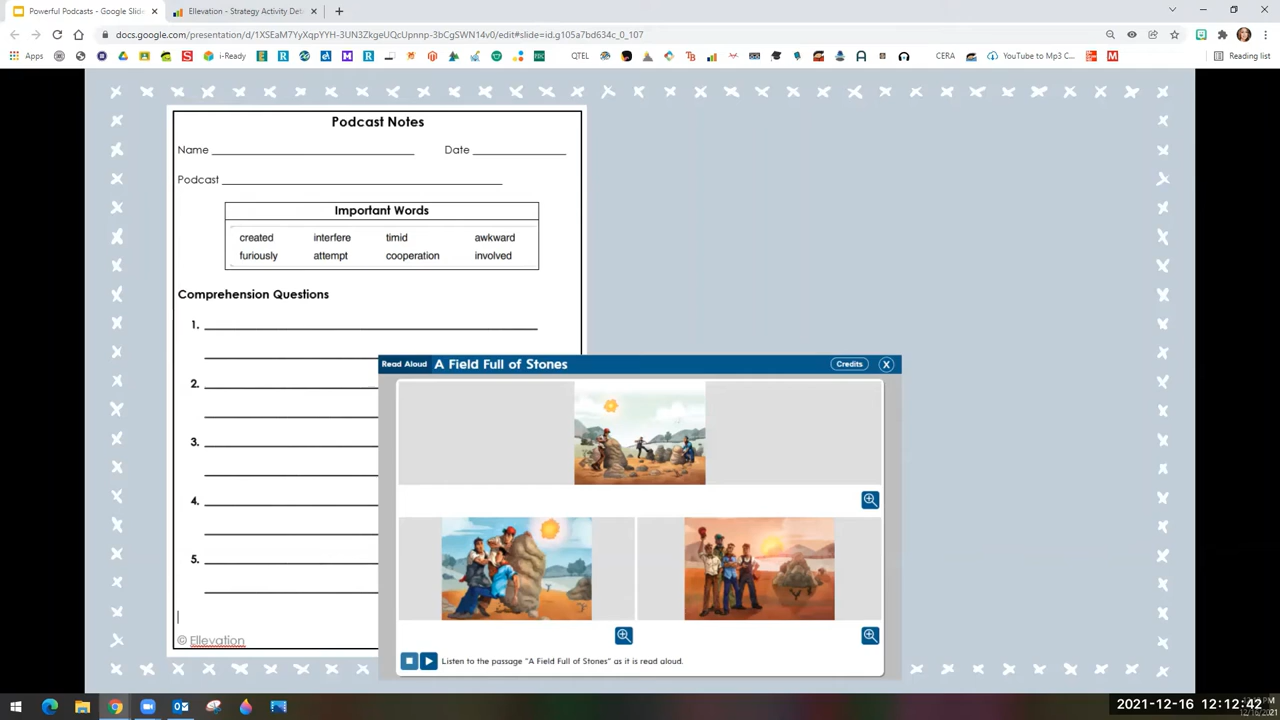 Powerful Podcasts - Google Slide
Ellevation - Strategy Activity Det
docs.google.com/presentation/d/1XSEaM7YyXqpYYH-3UN3ZkgeUQcUpnnp-3bCgSWN14v0/edit#slide=id.g105a7bd634c_0_107
Apps
i-Ready
QTEL
CERA
YouTube to Mp3 C...
Reading list
Podcast Notes
Name
Date
Podcast
Important Words
created interfere timid awkward
furiously attempt cooperation involved
Comprehension Questions
1.
2.
3.
4.
5.
© Ellevation
Read Aloud A Field Full of Stones
Credits X
Listen to the passage "A Field Full of Stones" as it is read aloud.
2021-12-16 12:12:42